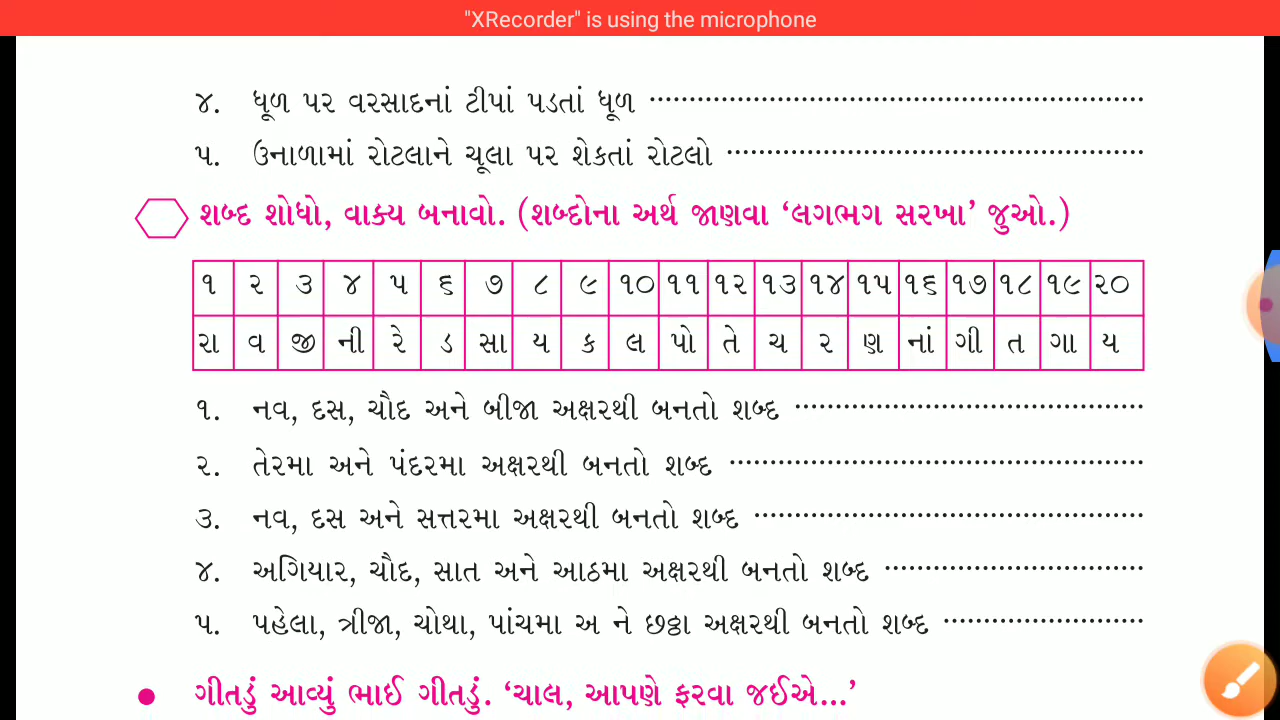 "XRecorder" is using the microphone
૪. ધૂળ પર વરસાદનાં ટીપાં પડતાં ધૂળ ........................................
૫. ઉનાળામાં રોટલાને ચૂલા પર શેકતાં રોટલો ........................................
શબ્દ શોધો, વાક્ય બનાવો. (શબ્દોના અર્થ જાણવા ‘લગભગ સરખા’ જુઓ.)
૧ ૨ ૩ ૪ ૫ ૬ ૭ ૮ ૯ ૧૦ ૧૧ ૧૨ ૧૩ ૧૪ ૧૫ ૧૬ ૧૭ ૧૮ ૧૯ ૨૦
રા વ જી ની રે ડ સા ય ક લ પો તે ચ ર ણ નાં ગી ત ગા ય
૧. નવ, દસ, ચૌદ અને બીજા અક્ષરથી બનતો શબ્દ ........................................
૨. તેરમા અને પંદરમા અક્ષરથી બનતો શબ્દ ........................................
૩. નવ, દસ અને સત્તરમા અક્ષરથી બનતો શબ્દ ........................................
૪. અગિયાર, ચૌદ, સાત અને આઠમા અક્ષરથી બનતો શબ્દ ........................................
૫. પહેલા, ત્રીજા, ચોથા, પાંચમા અ ને છઠ્ઠા અક્ષરથી બનતો શબ્દ ........................................
● ગીતડું આવ્યું ભાઈ ગીતડું. ‘ચાલ, આપણે ફરવા જઈએ...’